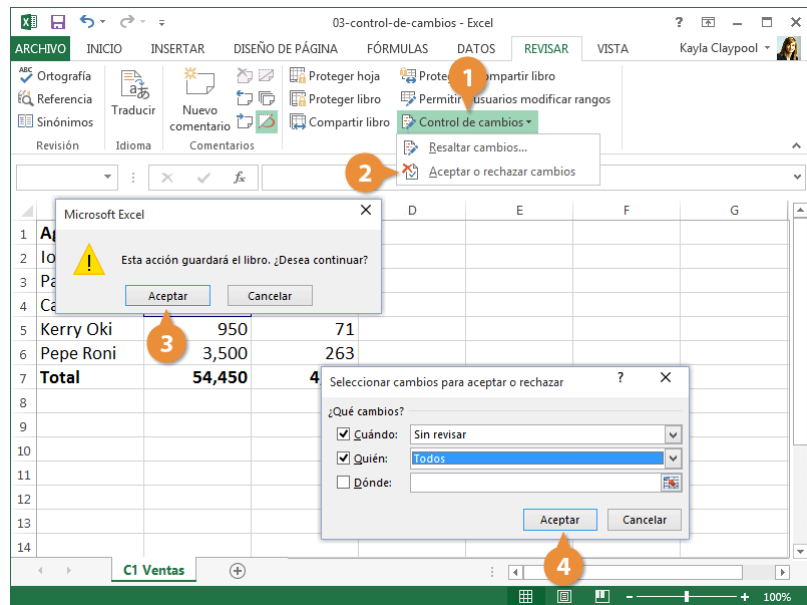 03-control-de-cambios - Excel
ARCHIVO INICIO INSERTAR DISEÑO DE PÁGINA FÓRMULAS DATOS REVISAR VISTA Kayla Claypool
ABC Ortografía
Referencia
Sinónimos
Revisión
Traducir
Idioma
Nuevo comentario
Comentarios
Proteger hoja
Proteger libro
Compartir libro
compartir libro
Permitir usuarios modificar rangos
Control de cambios
1
Resaltar cambios...
2
Aceptar o rechazar cambios
fx
D E F G
Microsoft Excel
Esta acción guardará el libro. ¿Desea continuar?
Aceptar Cancelar
3
1
2
3
4
5 Kerry Oki 950 71
6 Pepe Roni 3,500 263
7 Total 54,450
8
9
10
11
12
13
14
Seleccionar cambios para aceptar o rechazar ?
¿Qué cambios?
Cuándo: Sin revisar
Quién: Todos
Dónde:
Aceptar Cancelar
4
C1 Ventas
100%